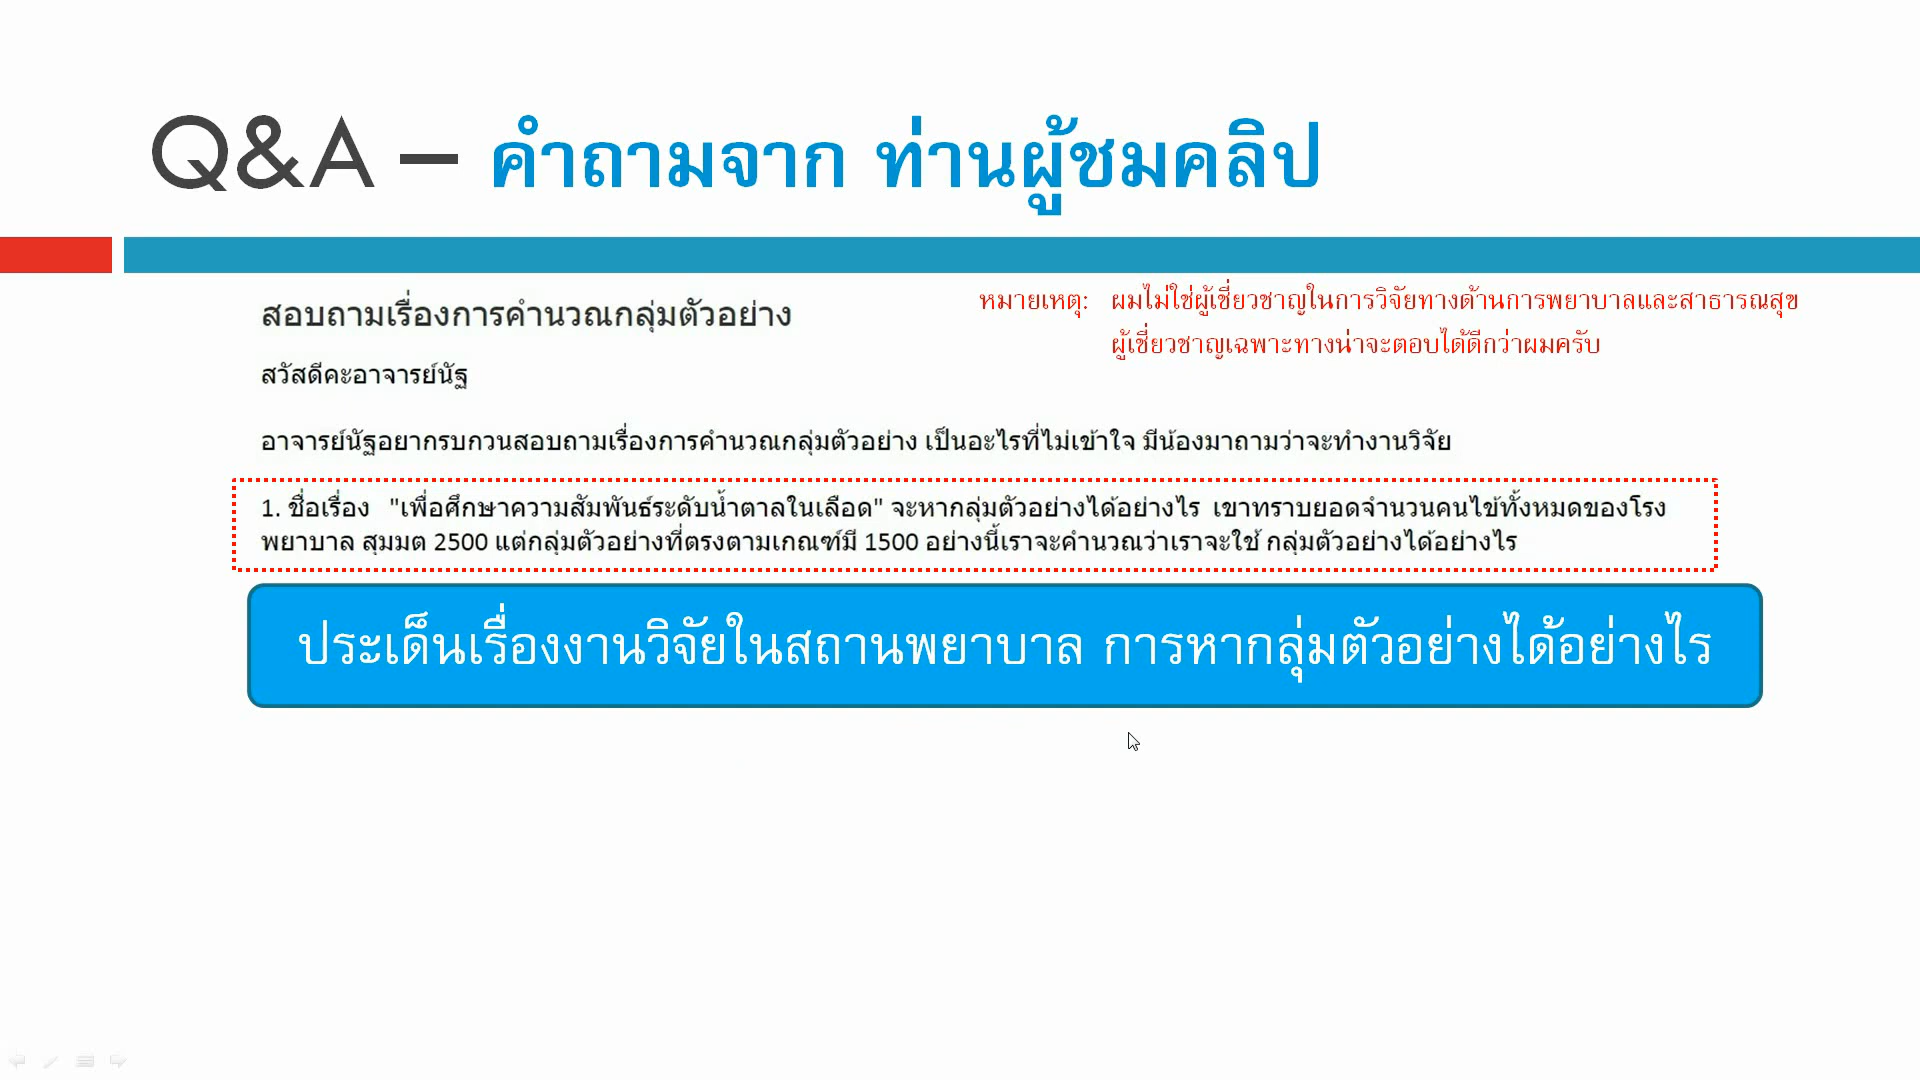 Q&A – คำถามจาก ท่านผู้ชมคลิป
สอบถามเรื่องการคำนวณกลุ่มตัวอย่าง
หมายเหตุ: ผมไม่ใช่ผู้เชี่ยวชาญในการวิจัยทางด้านการพยาบาลและสาธารณสุข
ผู้เชี่ยวชาญเฉพาะทางน่าจะตอบได้ดีกว่าผมครับ
สวัสดีคะอาจารย์นัฐ
อาจารย์นัฐอยากรบกวนสอบถามเรื่องการคำนวณกลุ่มตัวอย่าง เป็นอะไรที่ไม่เข้าใจ มีน้องมาถามว่าจะทำงานวิจัย
1. ชื่อเรื่อง "เพื่อศึกษาความสัมพันธ์ระดับน้ำตาลในเลือด" จะหากลุ่มตัวอย่างได้อย่างไร เขาทราบยอดจำนวนคนไข้ทั้งหมดของโรง
พยาบาล สุมมต 2500 แต่กลุ่มตัวอย่างที่ตรงตามเกณฑ์มี 1500 อย่างนี้เราจะคำนวณว่าเราจะใช้ กลุ่มตัวอย่างได้อย่างไร
ประเด็นเรื่องงานวิจัยในสถานพยาบาล การหากลุ่มตัวอย่างได้อย่างไร